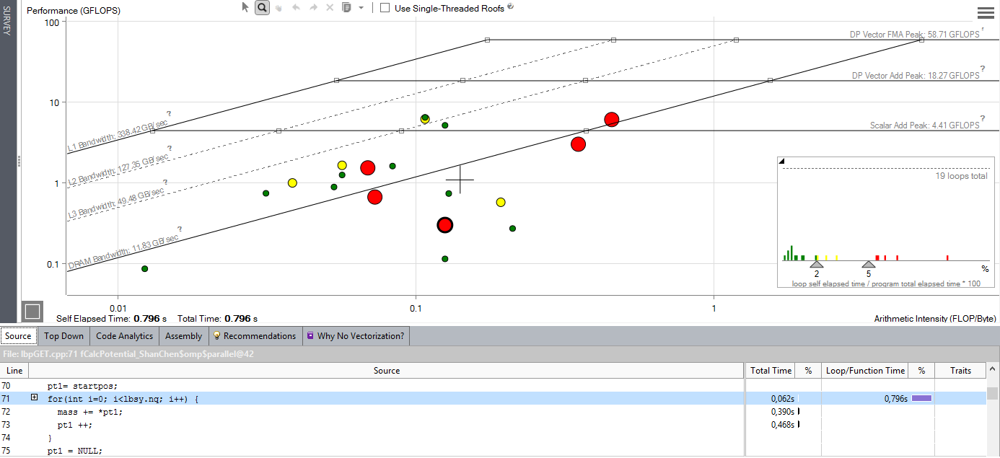 SURVEY
Performance (GFLOPS)
Use Single-Threaded Roofs
100
10
1
0.1
DP Vector FMA Peak: 58.71 GFLOPS ?
DP Vector Add Peak: 18.27 GFLOPS ?
Scalar Add Peak: 4.41 GFLOPS ?
L1 Bandwidth: 338.42 GB/sec ?
L2 Bandwidth: 127.35 GB/sec ?
L3 Bandwidth: 49.48 GB/sec ?
DRAM Bandwidth: 11.83 GB/sec ?
19 loops total
%
2 5
loop self elapsed time / program total elapsed time * 100
0.01 0.1 1
Self Elapsed Time: 0.796 s Total Time: 0.796 s
Arithmetic Intensity (FLOP/Byte)
Source Top Down Code Analytics Assembly Recommendations Why No Vectorization?
File: lbpGET.cpp:71 fCalcPotential_ShanChen$omp$parallel@42
Line Source Total Time % Loop/Function Time % Traits
70 pt1= startpos;
71 for(int i=0; i<lbsy.nq; i++) { 0,062s 0,796s
72 mass += *pt1; 0,390s
73 pt1 ++; 0,468s
74 }
75 pt1 = NULL;